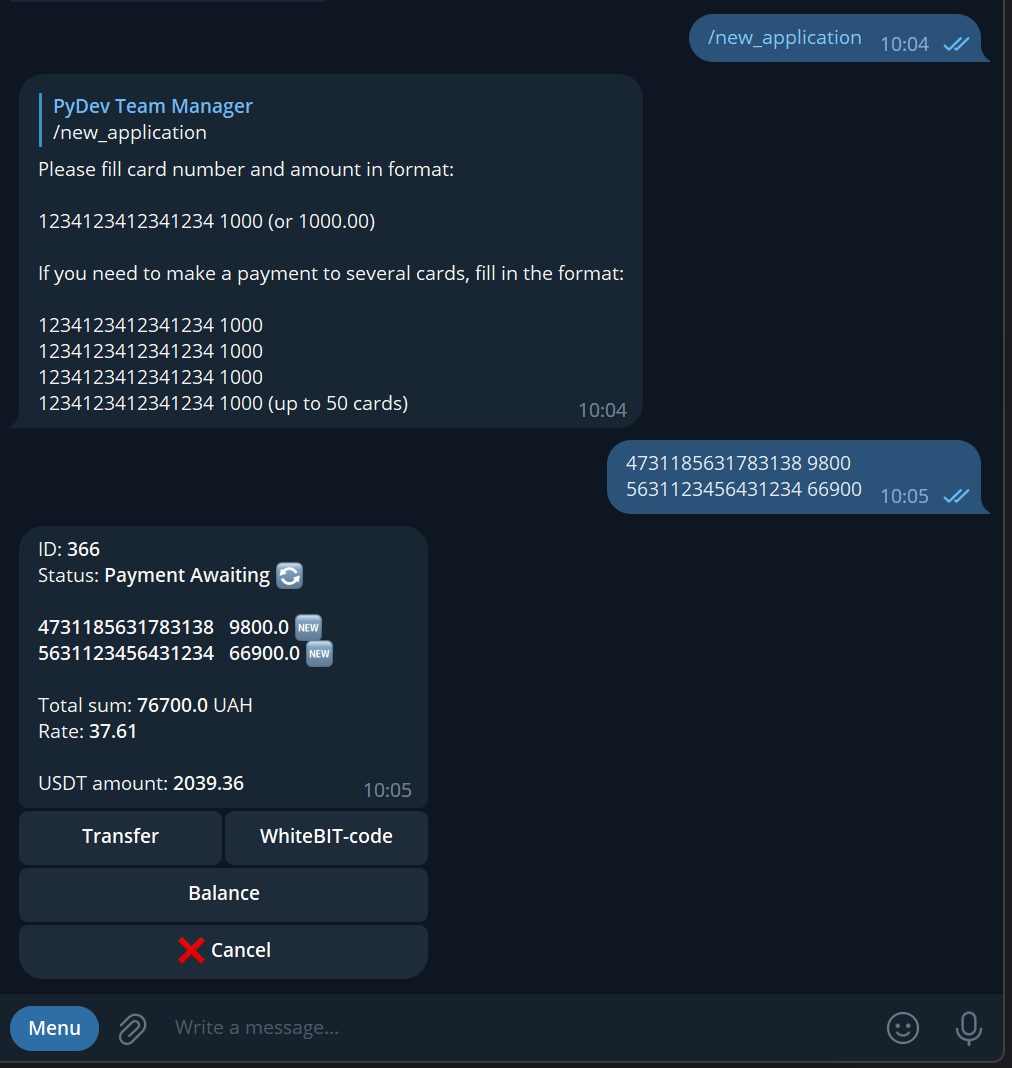 /new_application 10:04
PyDev Team Manager
/new_application
Please fill card number and amount in format:
1234123412341234 1000 (or 1000.00)
If you need to make a payment to several cards, fill in the format:
1234123412341234 1000
1234123412341234 1000
1234123412341234 1000
1234123412341234 1000 (up to 50 cards)
10:04
4731185631783138 9800
5631123456431234 66900 10:05
ID: 366
Status: Payment Awaiting
4731185631783138 9800.0 NEW
5631123456431234 66900.0 NEW
Total sum: 76700.0 UAH
Rate: 37.61
USDT amount: 2039.36
10:05
Transfer
WhiteBIT-code
Balance
Cancel
Menu
Write a message...